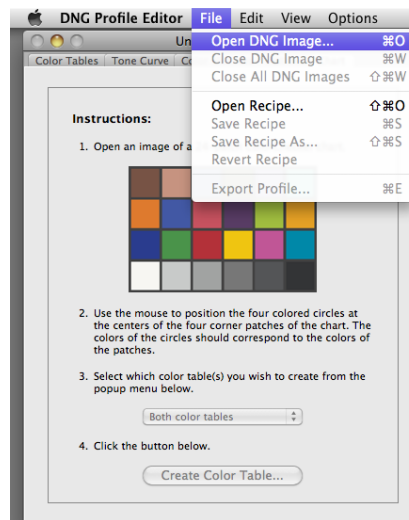 DNG Profile Editor File Edit View Options
Un
Color Tables Tone Curve
Open DNG Image... ⌘O
Close DNG Image ⌘W
Close All DNG Images ⇧⌘W
Open Recipe... ⇧⌘O
Save Recipe ⌘S
Save Recipe As... ⇧⌘S
Revert Recipe
Export Profile... ⌘E
Instructions:
1. Open an image of a
2. Use the mouse to position the four colored circles at
the centers of the four corner patches of the chart. The
colors of the circles should correspond to the colors of
the patches.
3. Select which color table(s) you wish to create from the
popup menu below.
Both color tables
4. Click the button below.
Create Color Table...